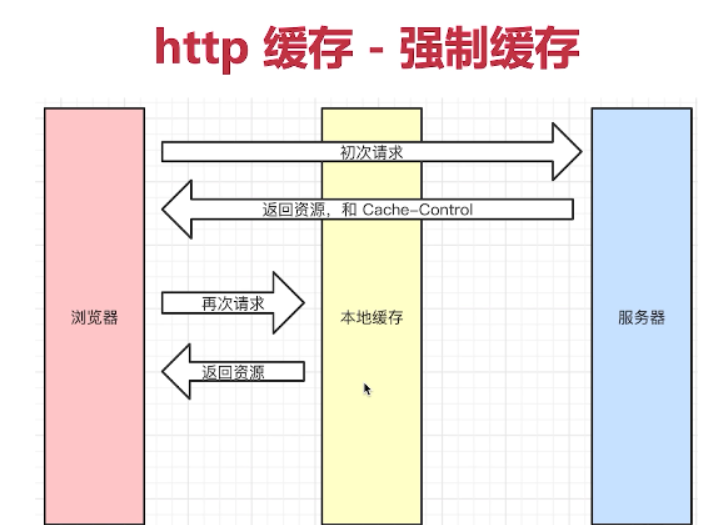 http 缓存 - 强制缓存
初次请求
返回资源，和 Cache-Control
再次请求
浏览器
本地缓存
服务器
返回资源